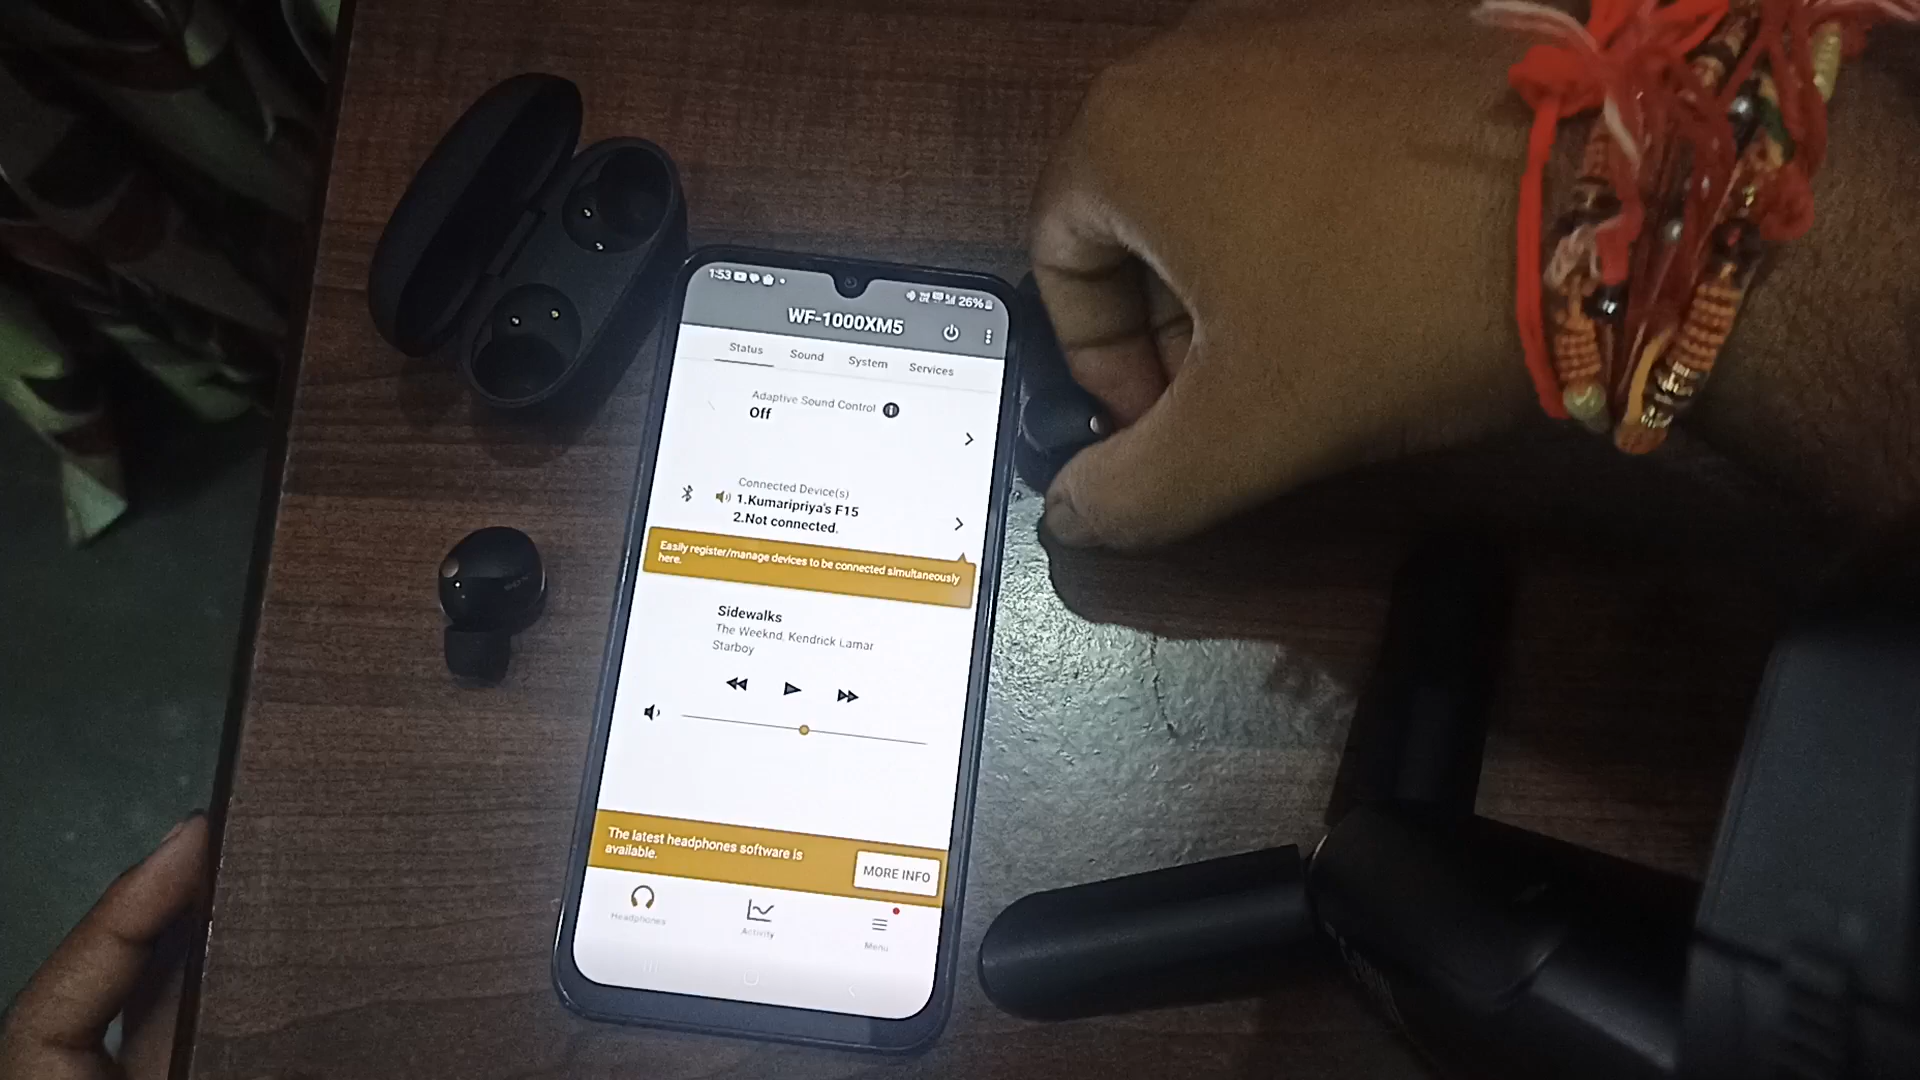 1:53
26%
WF-1000XM5
Status Sound System Services
Adaptive Sound Control
Off
Connected Device(s)
1.Kumaripriya's F15
2.Not connected.
Easily register/manage devices to be connected simultaneously
here.
Sidewalks
The Weeknd, Kendrick Lamar
Starboy
The latest headphones software is
available.
MORE INFO
Headphones
Activity
Menu
SONY